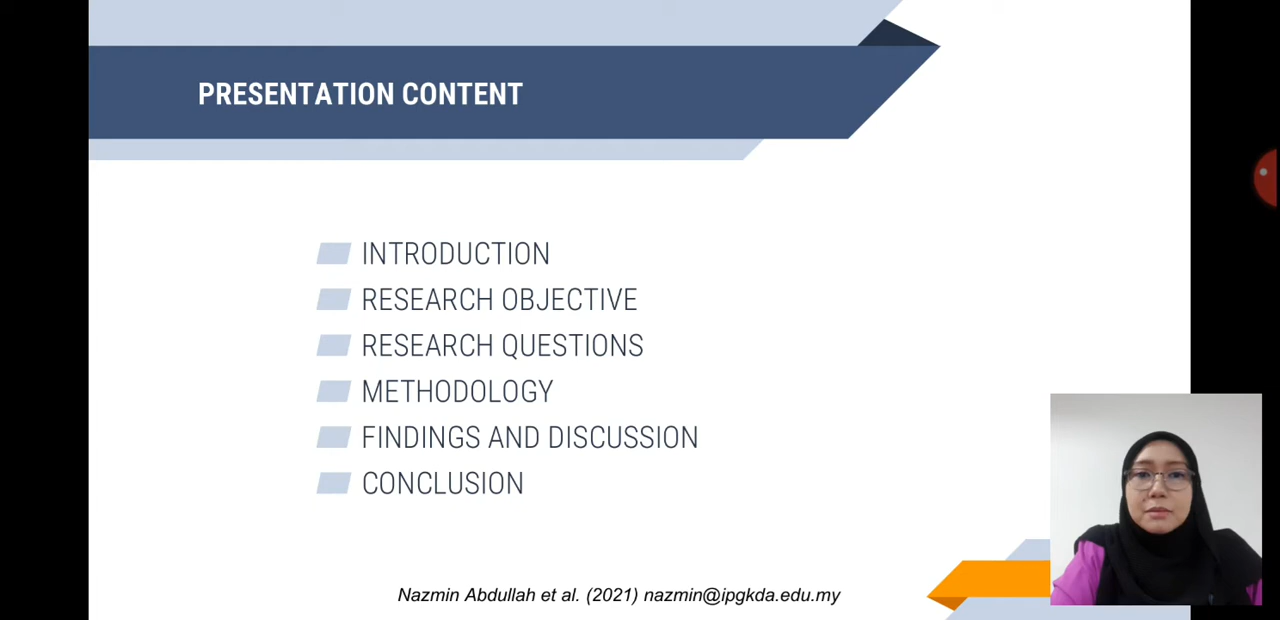 PRESENTATION CONTENT
INTRODUCTION
RESEARCH OBJECTIVE
RESEARCH QUESTIONS
METHODOLOGY
FINDINGS AND DISCUSSION
CONCLUSION
Nazmin Abdullah et al. (2021) nazmin@ipgkda.edu.my